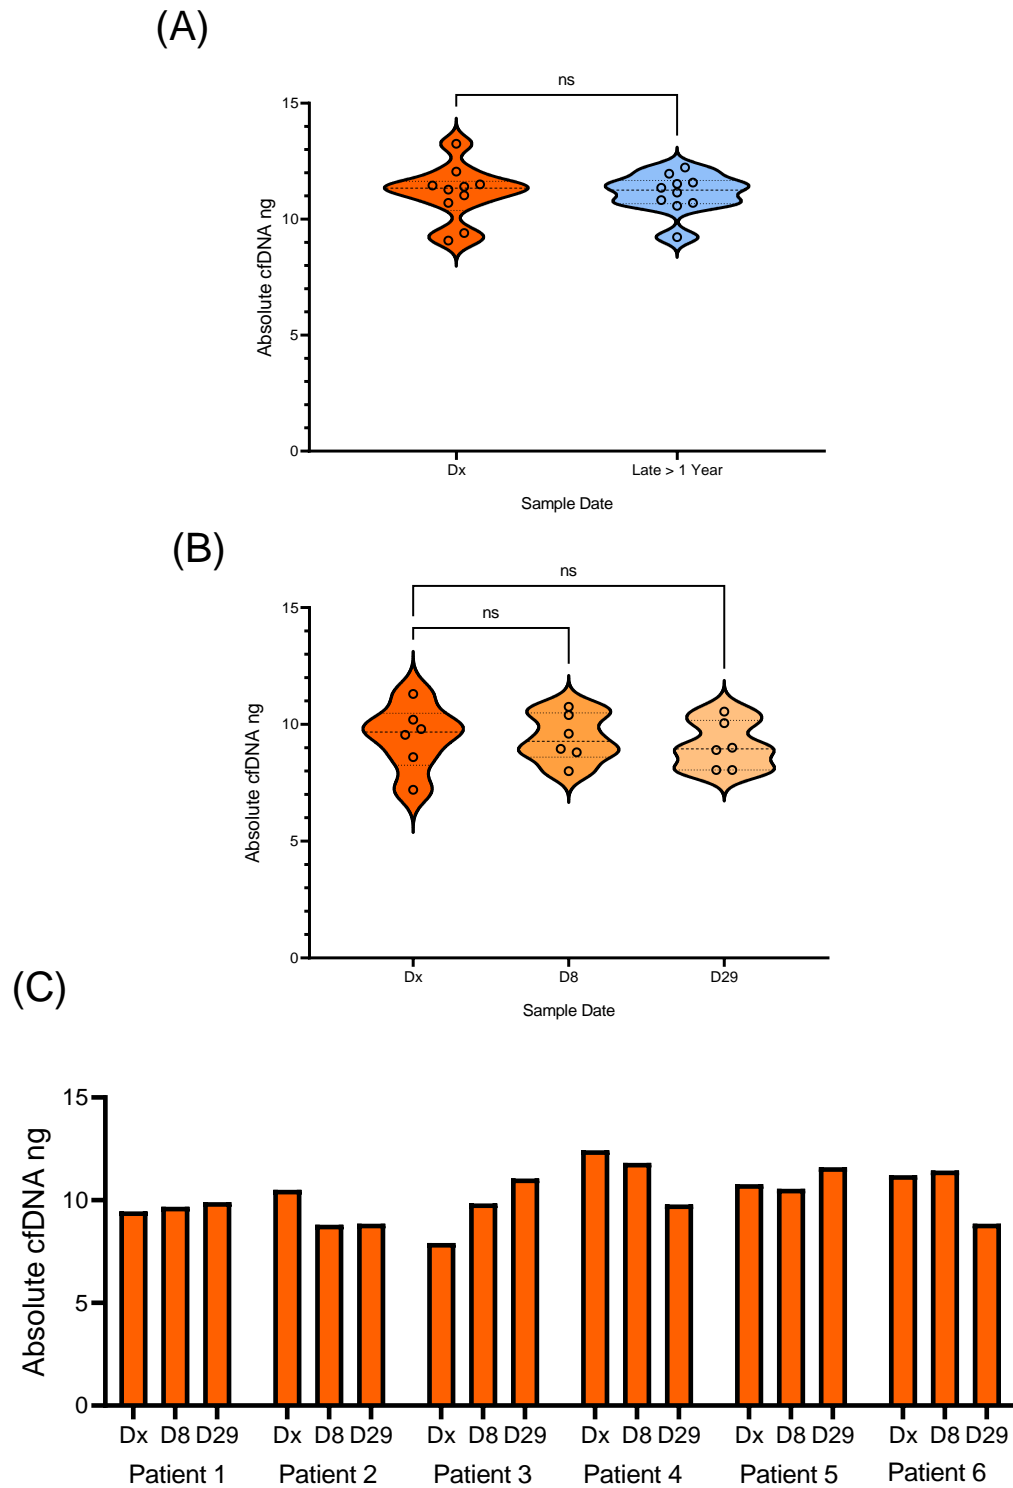 (A)
ns
15
10
5
0
Absolute cfDNA ng
Dx
Late > 1 Year
Sample Date
(B)
ns
ns
15
10
5
0
Absolute cfDNA ng
Dx
D8
D29
Sample Date
(C)
15
10
5
0
Absolute cfDNA ng
Dx D8 D29 Dx D8 D29 Dx D8 D29 Dx D8 D29 Dx D8 D29 Dx D8 D29
Patient 1 Patient 2 Patient 3 Patient 4 Patient 5 Patient 6